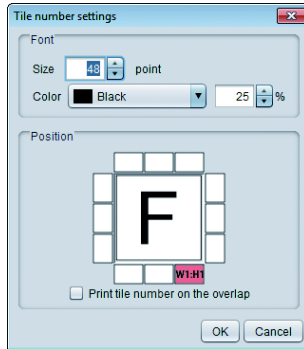 Tile number settings
Font
Size 48 point
Color Black 25 %
Position
F
W1:H1
Print tile number on the overlap
OK Cancel